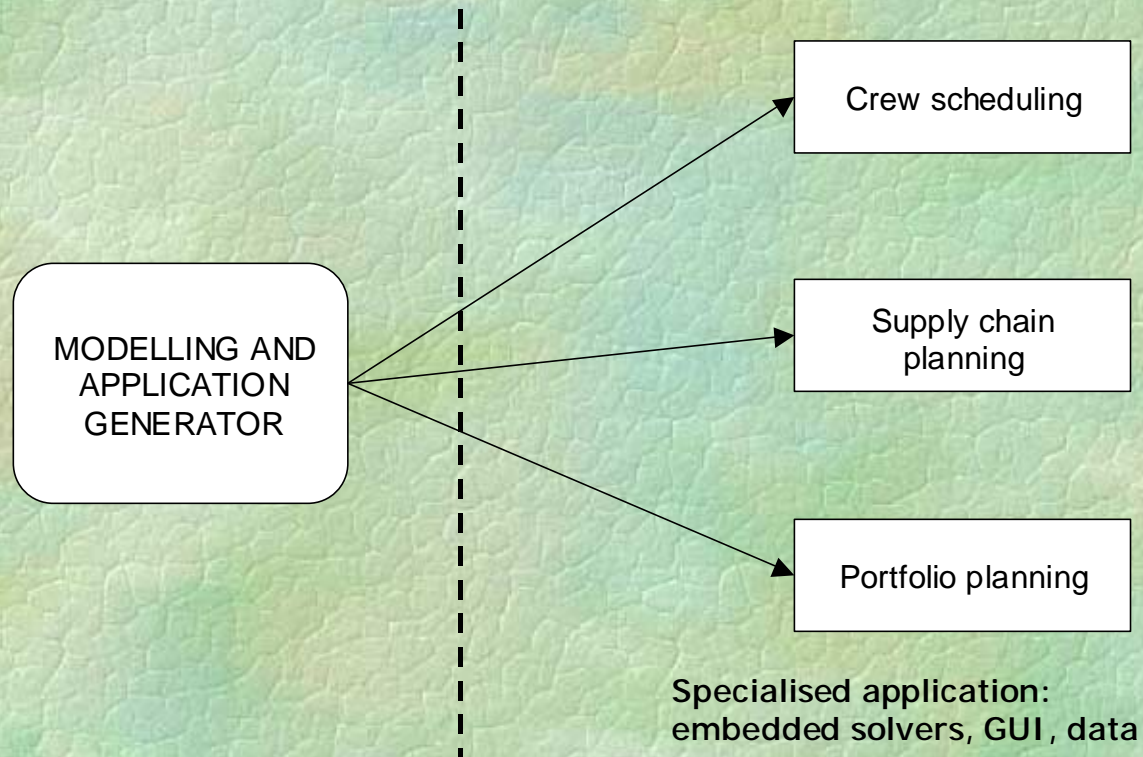 Crew scheduling
MODELLING AND
APPLICATION
GENERATOR
Supply chain
planning
Portfolio planning
Specialised application:
embedded solvers, GUI, data